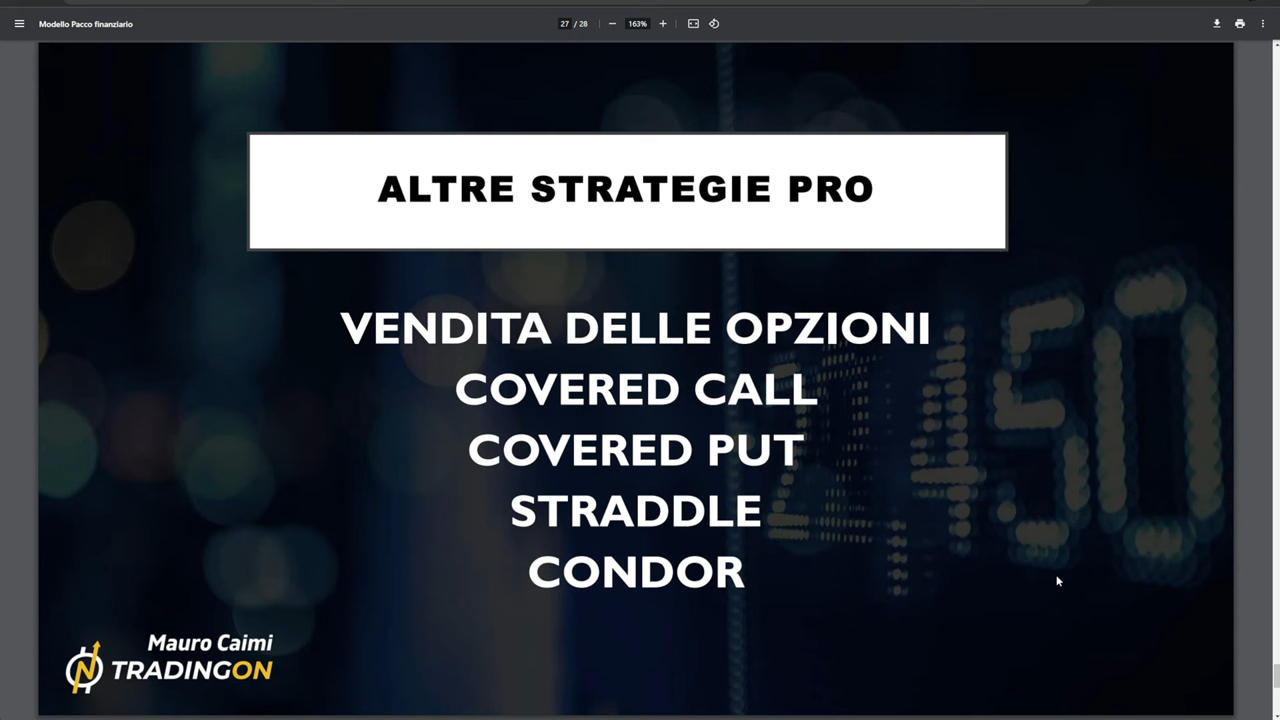 Modello Pacco finanziario
27 / 28
163%
ALTRE STRATEGIE PRO
VENDITA DELLE OPZIONI
COVERED CALL
COVERED PUT
STRADDLE
CONDOR
Mauro Caimi
TRADINGON